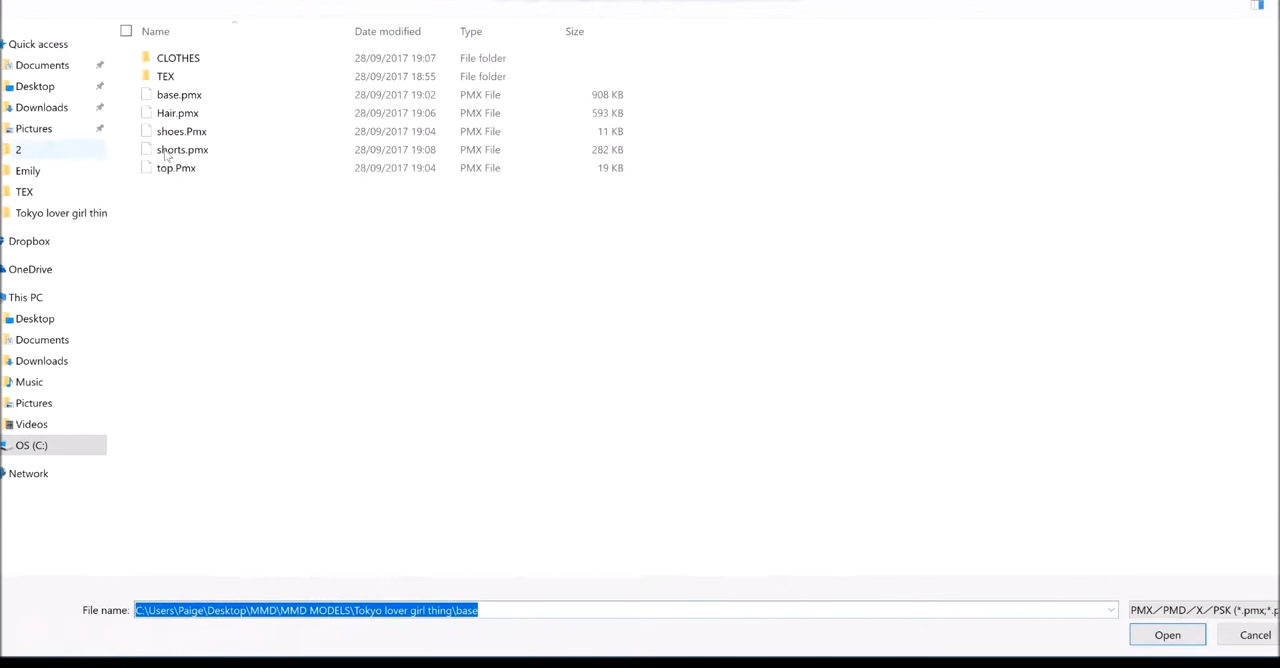 Name Date modified Type Size
Quick access
Documents
Desktop
Downloads
Pictures
2
Emily
TEX
Tokyo lover girl thin
Dropbox
OneDrive
This PC
Desktop
Documents
Downloads
Music
Pictures
Videos
OS (C:)
Network
CLOTHES 28/09/2017 19:07 File folder
TEX 28/09/2017 18:55 File folder
base.pmx 28/09/2017 19:02 PMX File 908 KB
Hair.pmx 28/09/2017 19:06 PMX File 593 KB
shoes.Pmx 28/09/2017 19:04 PMX File 11 KB
shorts.pmx 28/09/2017 19:08 PMX File 282 KB
top.Pmx 28/09/2017 19:04 PMX File 19 KB
File name: C:\Users\Paige\Desktop\MMD\MMD MODELS\Tokyo lover girl thing\base
PMX/PMD/X/PSK (*.pmx;*.p
Open Cancel